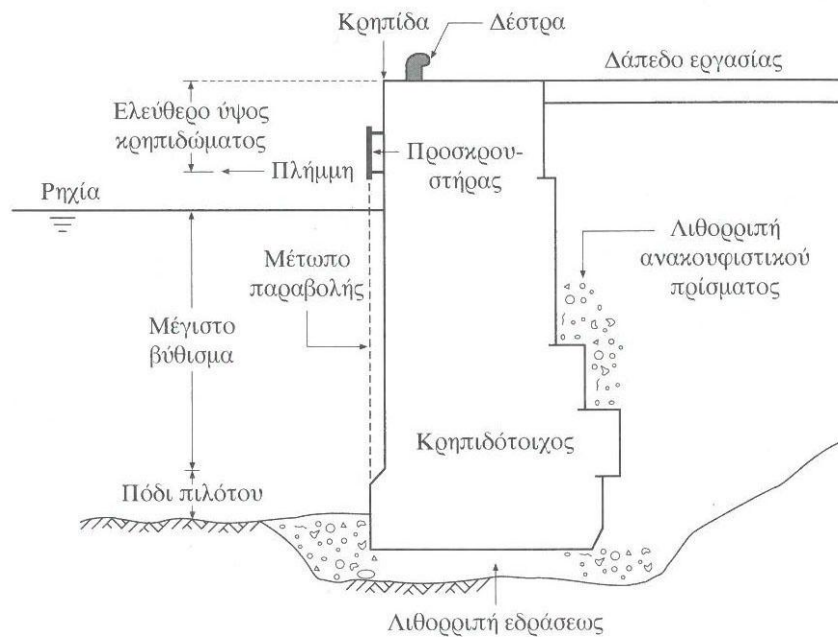 Κρηπίδα
Δέστρα
Δάπεδο εργασίας
Ελεύθερο ύψος
κρηπιδώματος
Προσκρου-
στήρας
Πλήμμη
Ρηχία
Λιθορριπή
ανακουφιστικού
πρίσματος
Μέτωπο
παραβολής
Μέγιστο
βύθισμα
Κρηπιδότοιχος
Πόδι πιλότου
Λιθορριπή εδράσεως